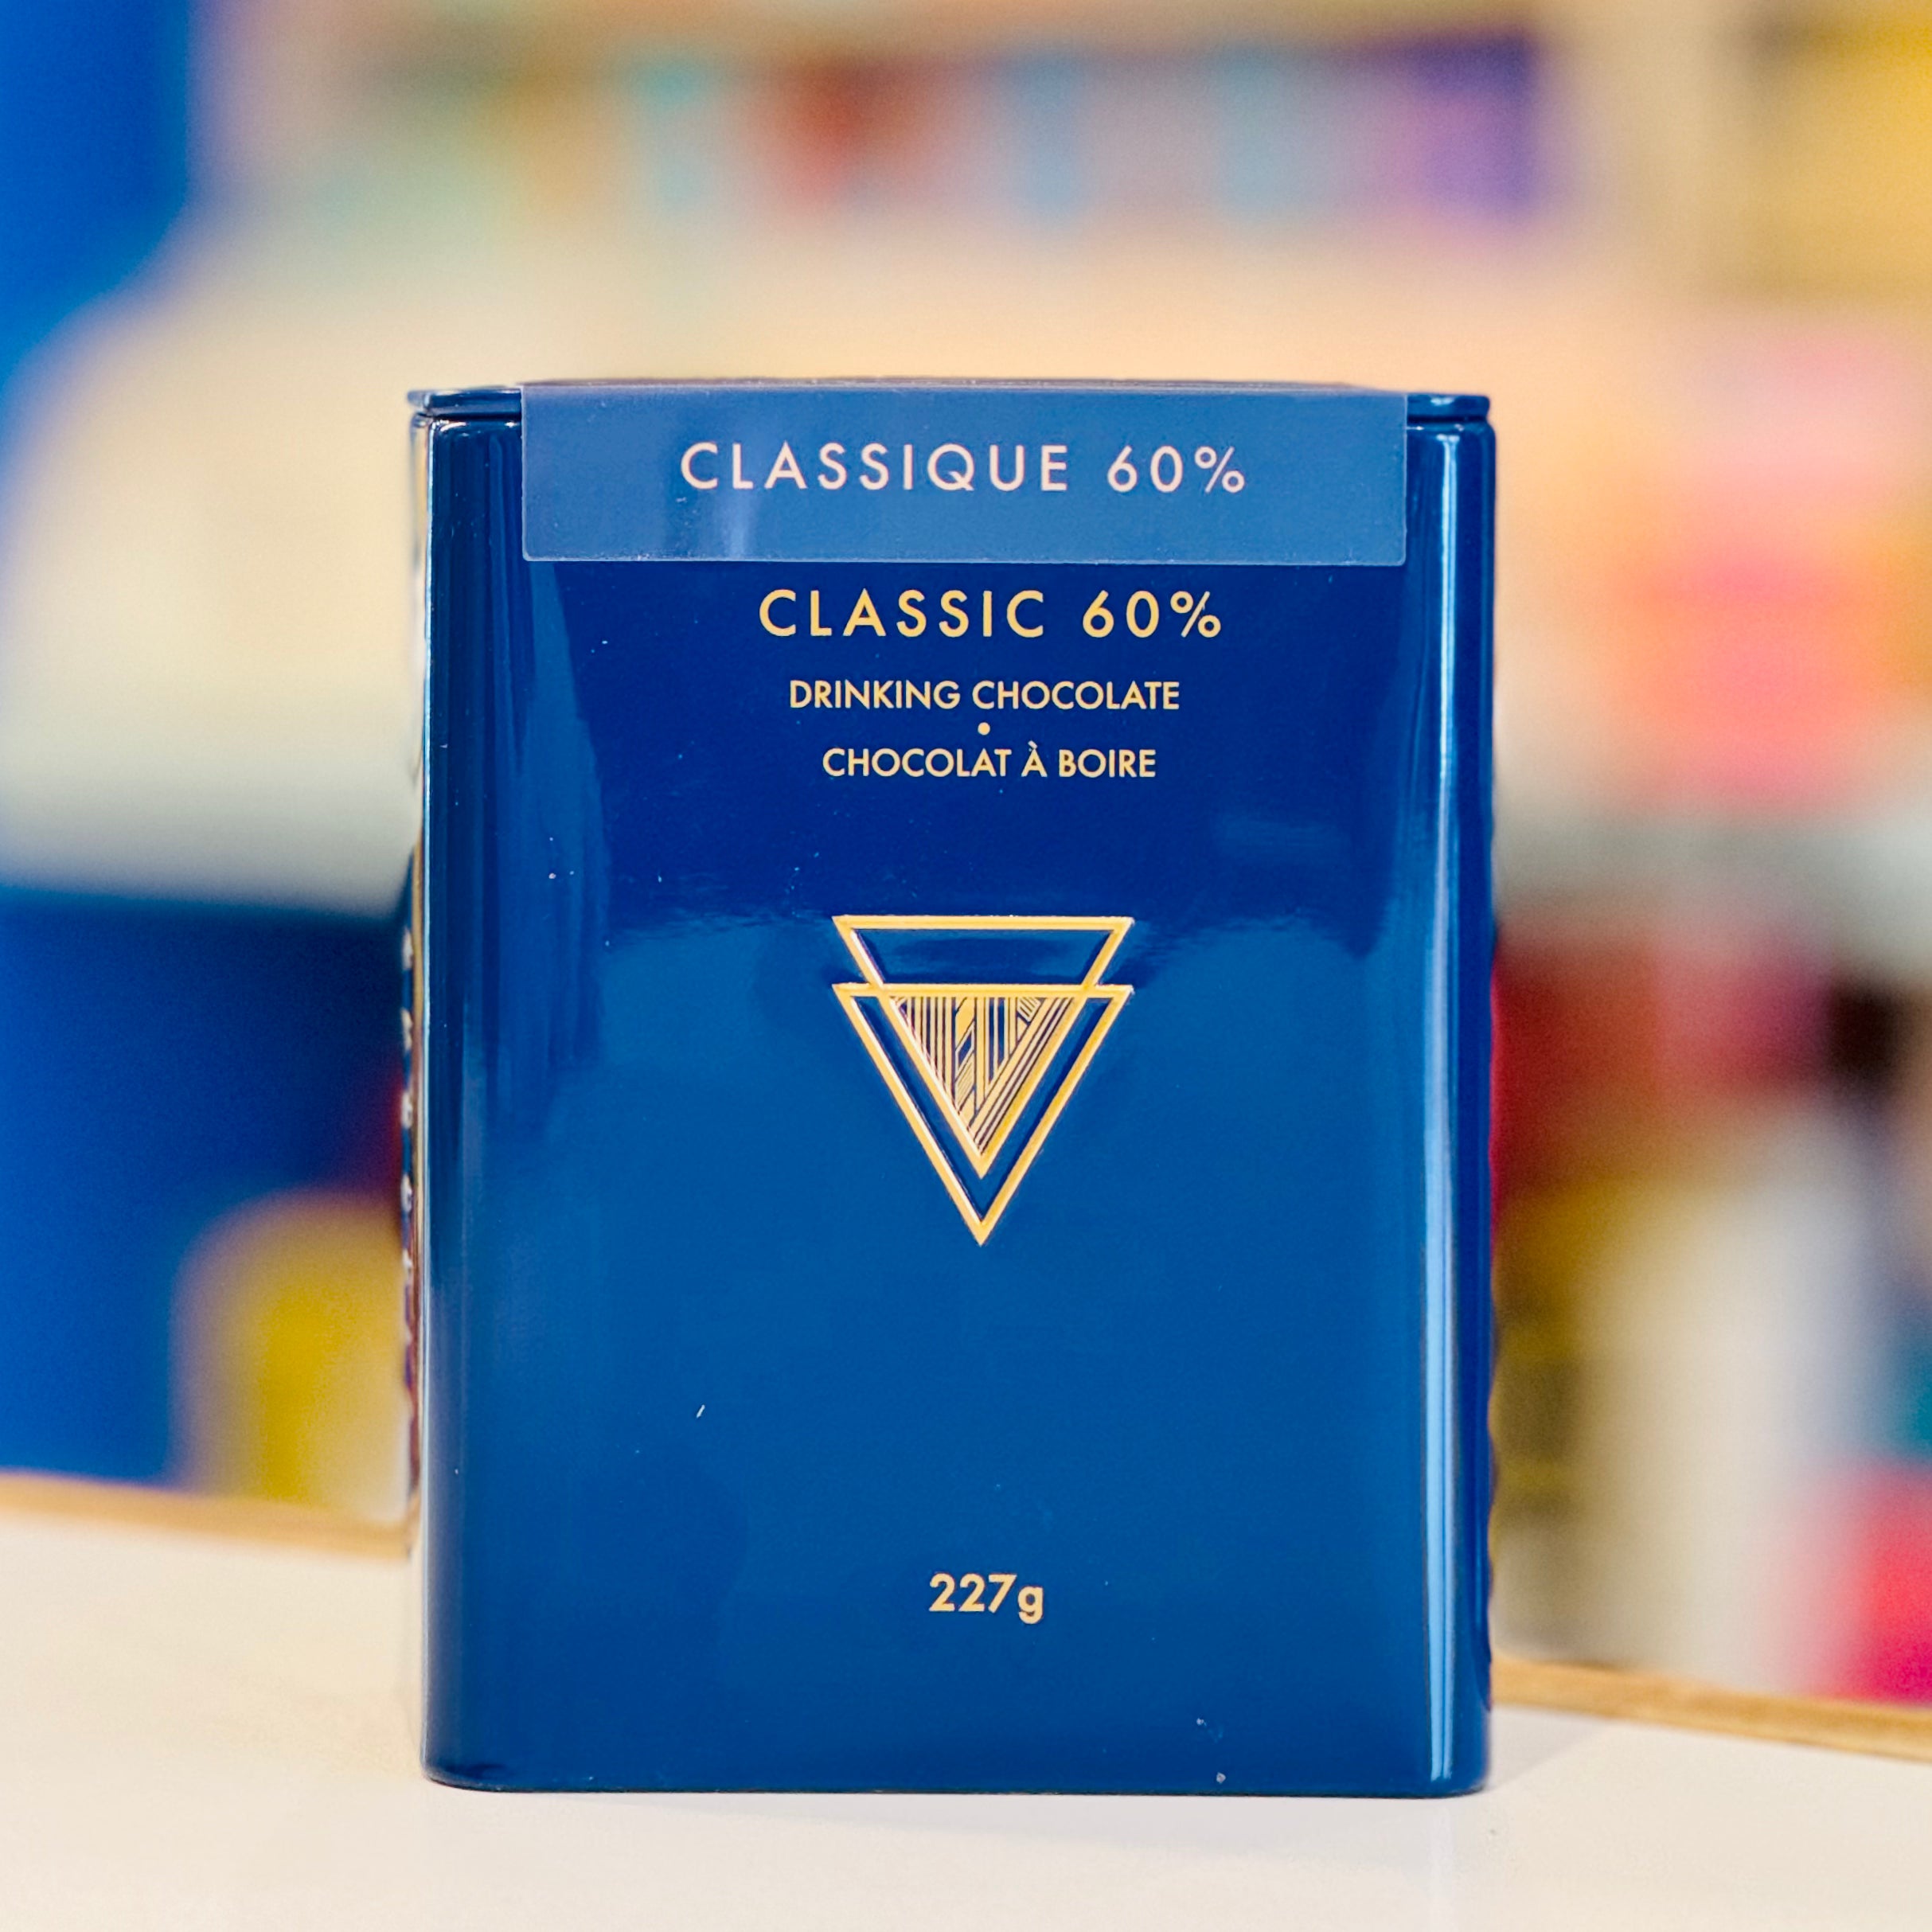 CLASSIQUE 60%
CLASSIC 60%
DRINKING CHOCOLATE
•
CHOCOLAT À BOIRE
227g